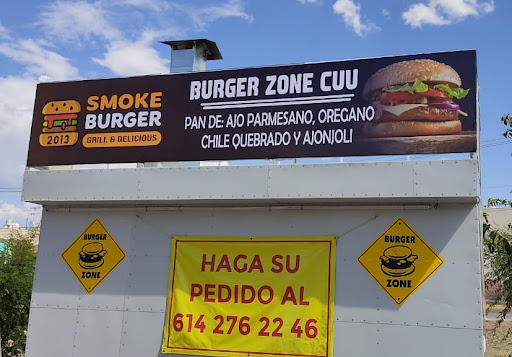 SMOKE
BURGER
GRILL & DELICIOUS
2013
BURGER ZONE CUU
PAN DE: AJO PARMESANO, OREGANO
CHILE QUEBRADO Y AJONJOLI
BURGER
ZONE
HAGA SU
PEDIDO AL
614 276 22 46
BURGER
ZONE